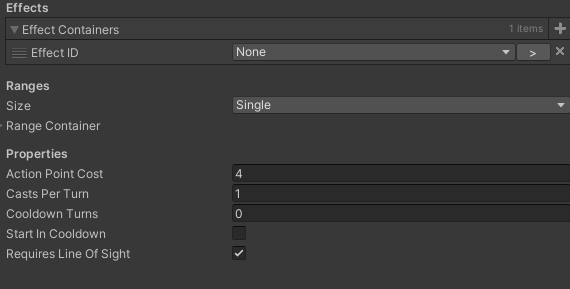 Effects
Effect Containers 1 items
Effect ID None >
Ranges
Size Single
Range Container
Properties
Action Point Cost 4
Casts Per Turn 1
Cooldown Turns 0
Start In Cooldown
Requires Line Of Sight